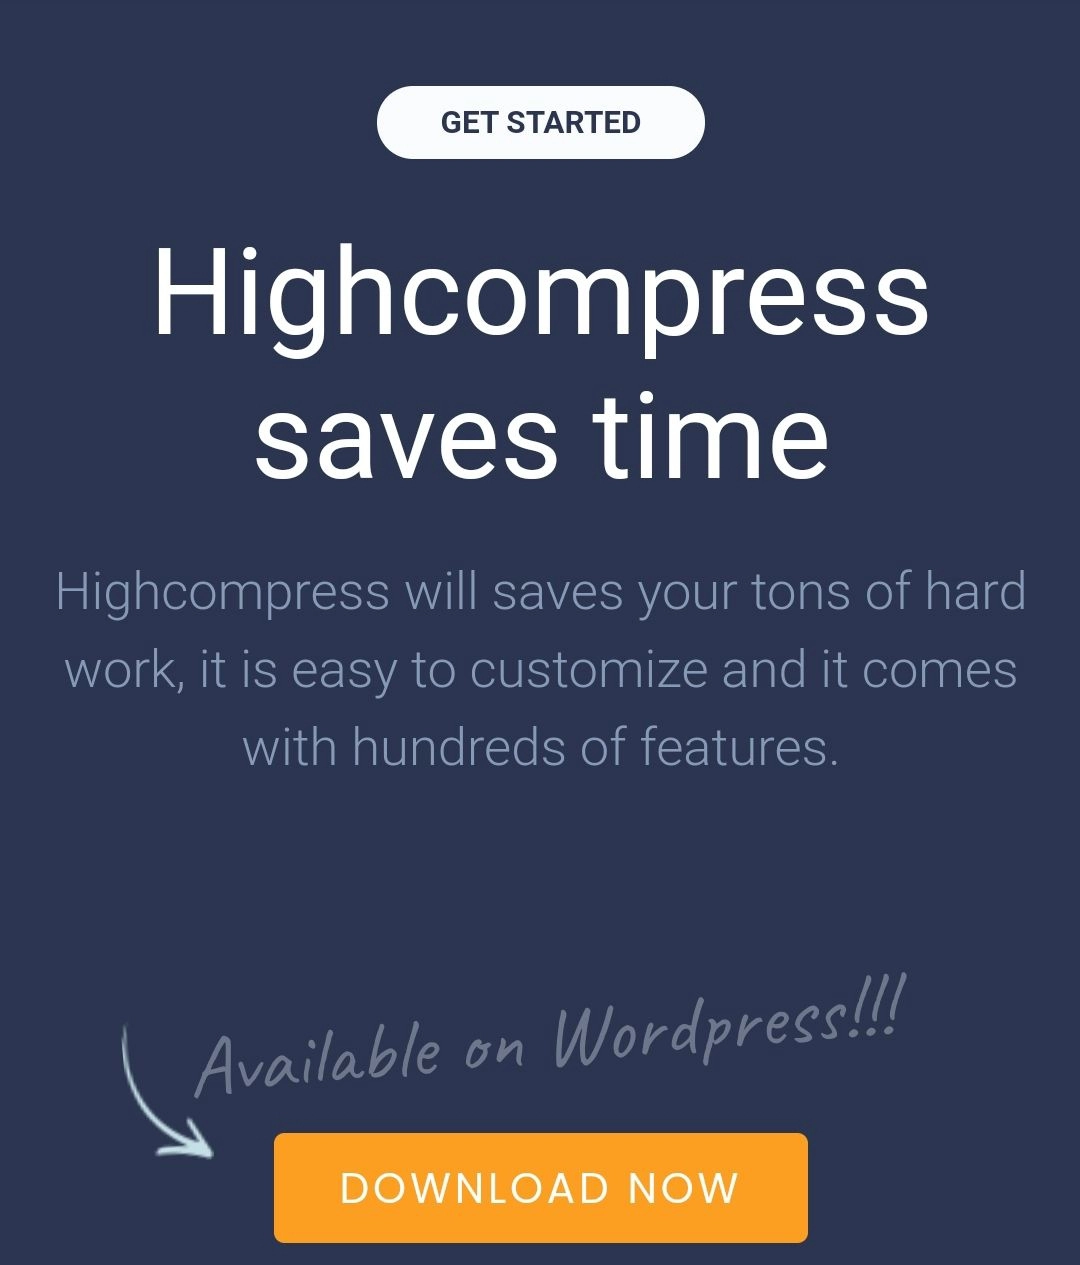 GET STARTED
Highcompress
saves time
Highcompress will saves your tons of hard
work, it is easy to customize and it comes
with hundreds of features.
Available on Wordpress!!!
DOWNLOAD NOW